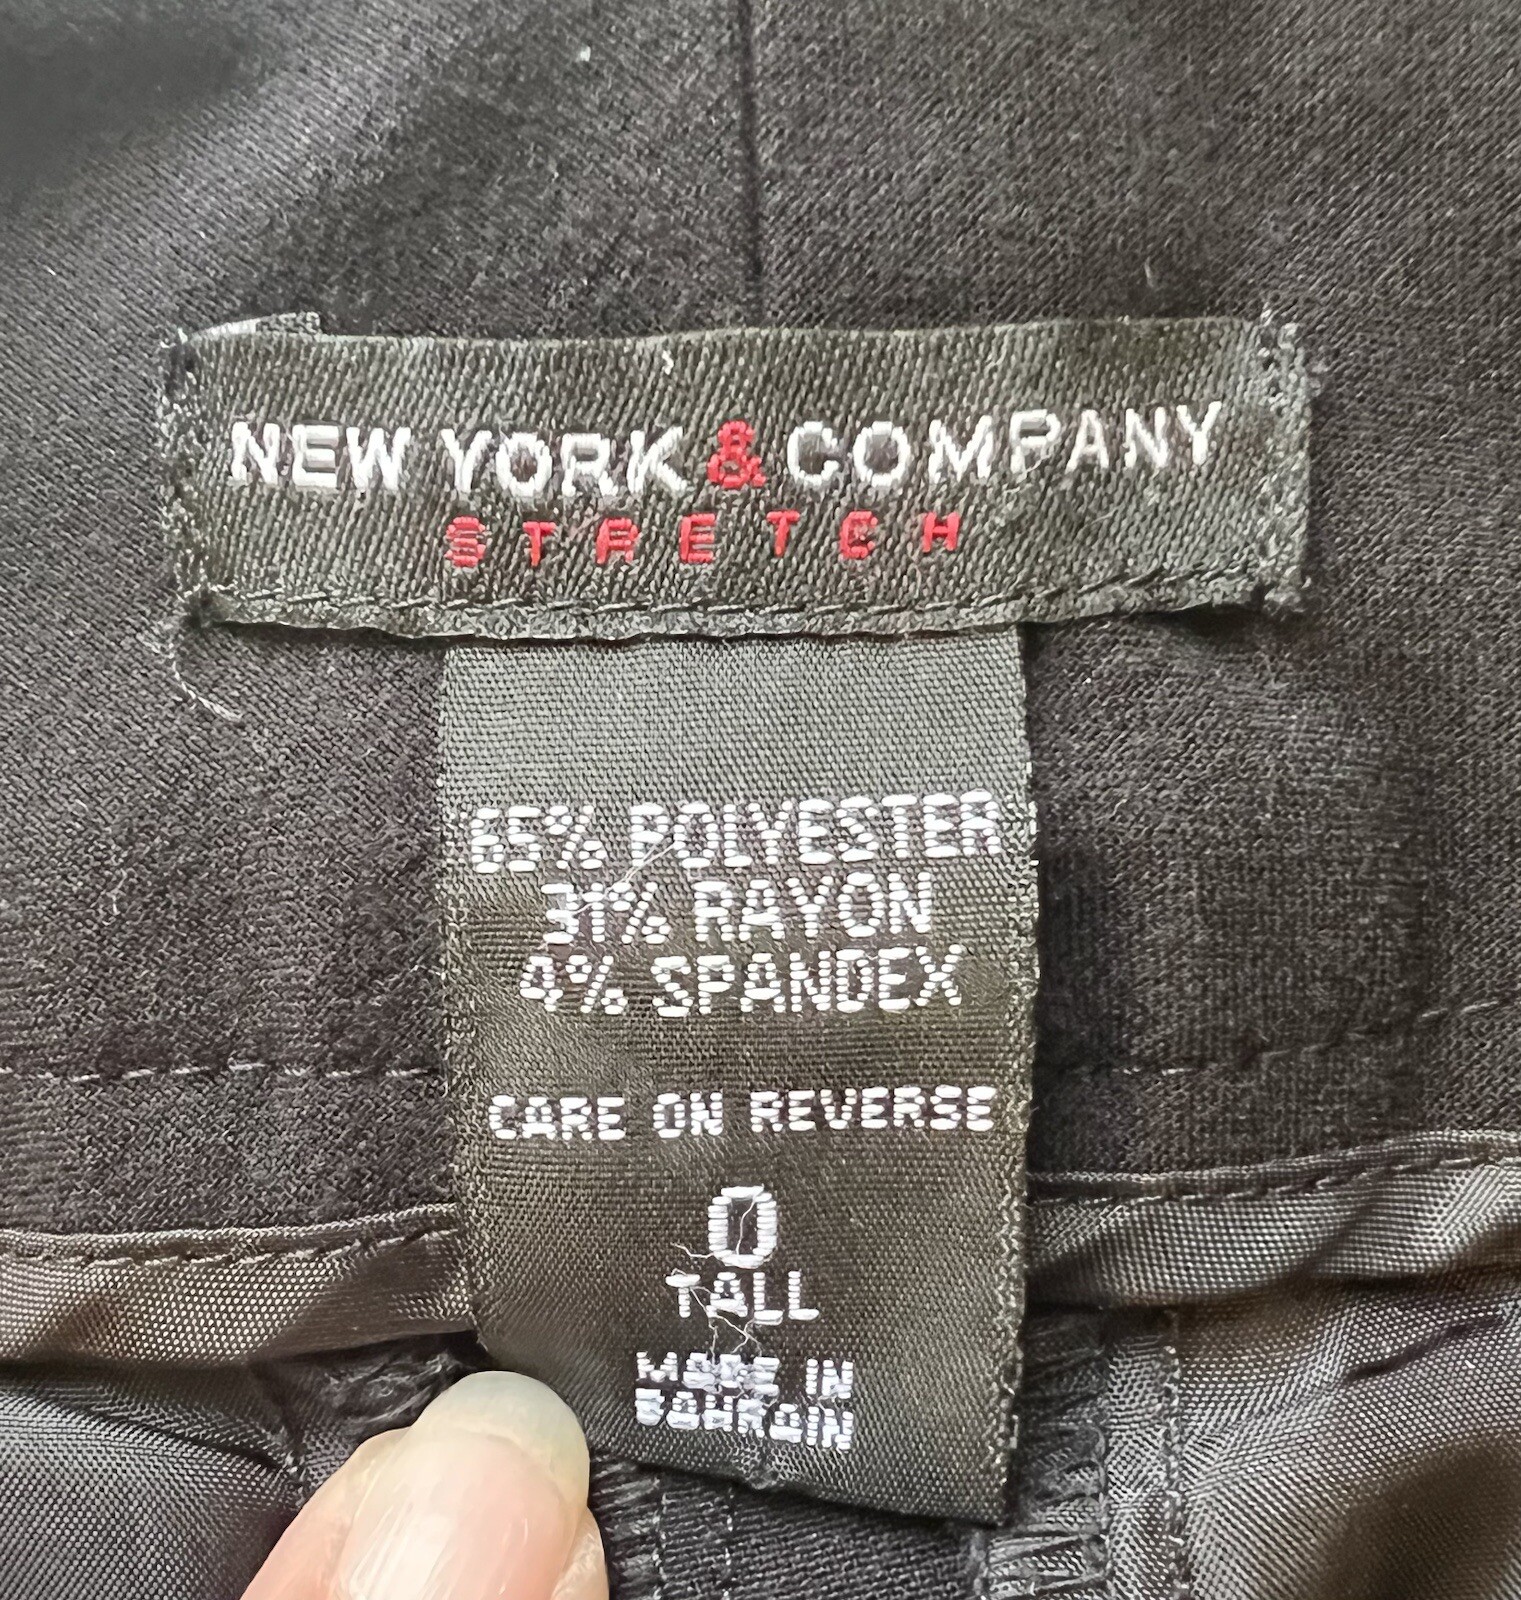 NEW YORK & COMPANY
STRETCH
65% POLYESTER
31% RAYON
4% SPANDEX
CARE ON REVERSE
0
TALL
MADE IN
BAHRAIN